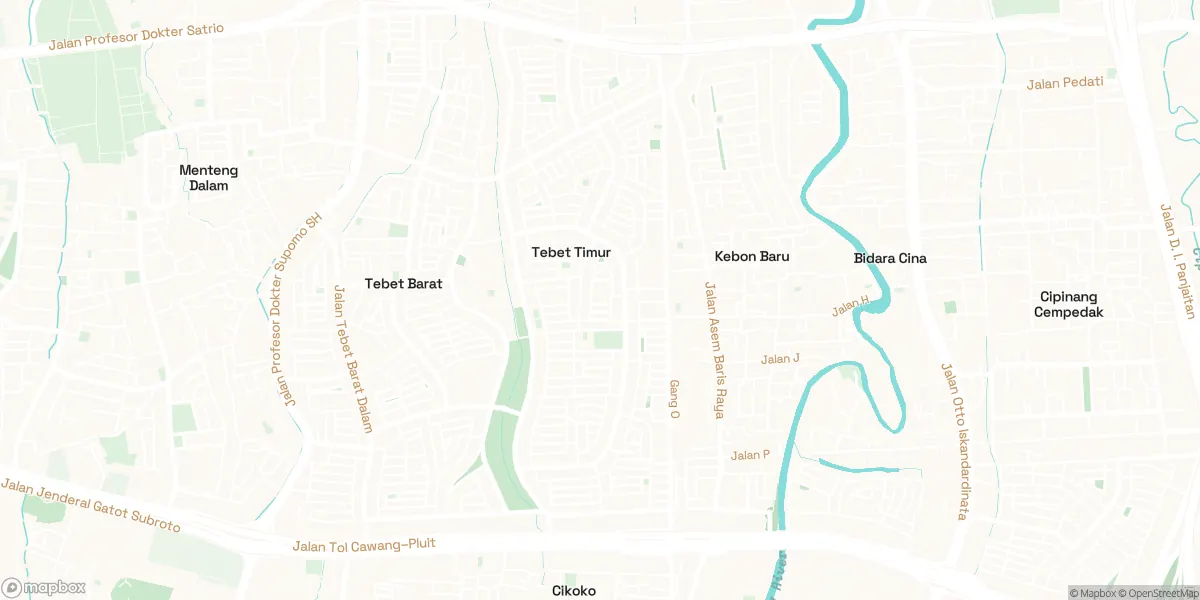 Jalan Profesor Dokter Satrio
Jalan Pedati
Menteng
Dalam
Jalan Profesor Dokter Supomo SH
Jalan D. I. Panjaitan
Tebet Timur
Kebon Baru
Bidara Cina
Tebet Barat
Cipinang
Cempedak
Jalan H
Jalan Tebet Barat Dalam
Jalan Asem Baris Raya
Jalan J
Gang O
Jalan Otto Iskandardinata
Jalan P
Jalan Jenderal Gatot Subroto
Jalan Tol Cawang–Pluit
River
Cikoko
mapbox
© Mapbox © OpenStreetMap